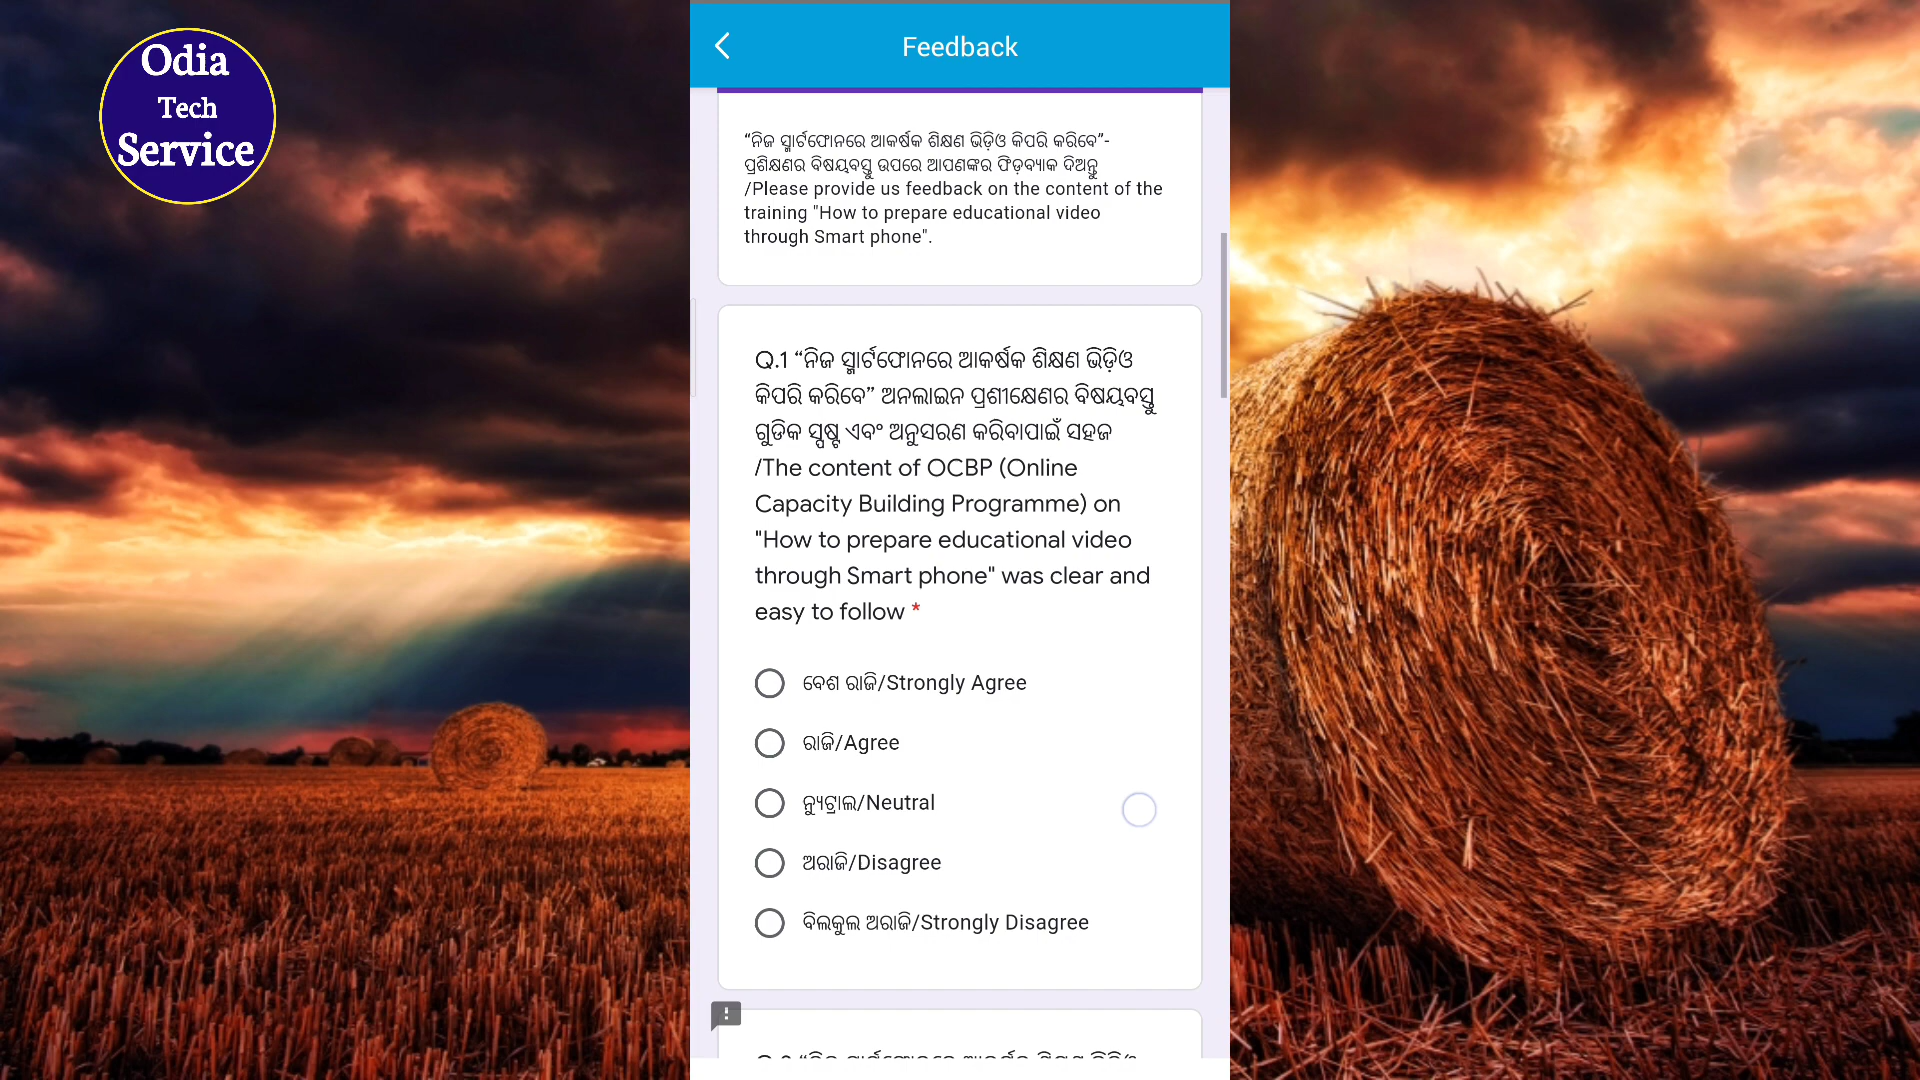 Odia
Tech
Service
Feedback
“ନିଜ ସ୍ମାର୍ଟଫୋନରେ ଆକର୍ଷକ ଶିକ୍ଷଣ ଭିଡ଼ିଓ କିପରି କରିବେ”-
ପ୍ରଶିକ୍ଷଣର ବିଷୟବସ୍ତୁ ଉପରେ ଆପଣଙ୍କର ଫିଡ଼ବ୍ୟାକ ଦିଅନ୍ତୁ
/Please provide us feedback on the content of the
training "How to prepare educational video
through Smart phone".
Q.1 “ନିଜ ସ୍ମାର୍ଟଫୋନରେ ଆକର୍ଷକ ଶିକ୍ଷଣ ଭିଡ଼ିଓ
କିପରି କରିବେ” ଅନଲାଇନ ପ୍ରଶୀକ୍ଷେଣର ବିଷୟବସ୍ତୁ
ଗୁଡିକ ସ୍ପଷ୍ଟ ଏବଂ ଅନୁସରଣ କରିବାପାଇଁ ସହଜ
/The content of OCBP (Online
Capacity Building Programme) on
"How to prepare educational video
through Smart phone" was clear and
easy to follow *
ବେଶ ରାଜି/Strongly Agree
ରାଜି/Agree
ନ୍ୟୁଟ୍ରାଲ/Neutral
ଅରାଜି/Disagree
ବିଲକୁଲ ଅରାଜି/Strongly Disagree